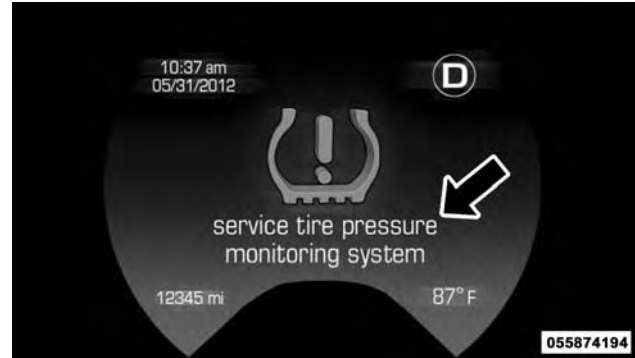 10:37 am
05/31/2012
D
service tire pressure
monitoring system
12345 mi
87° F
055874194